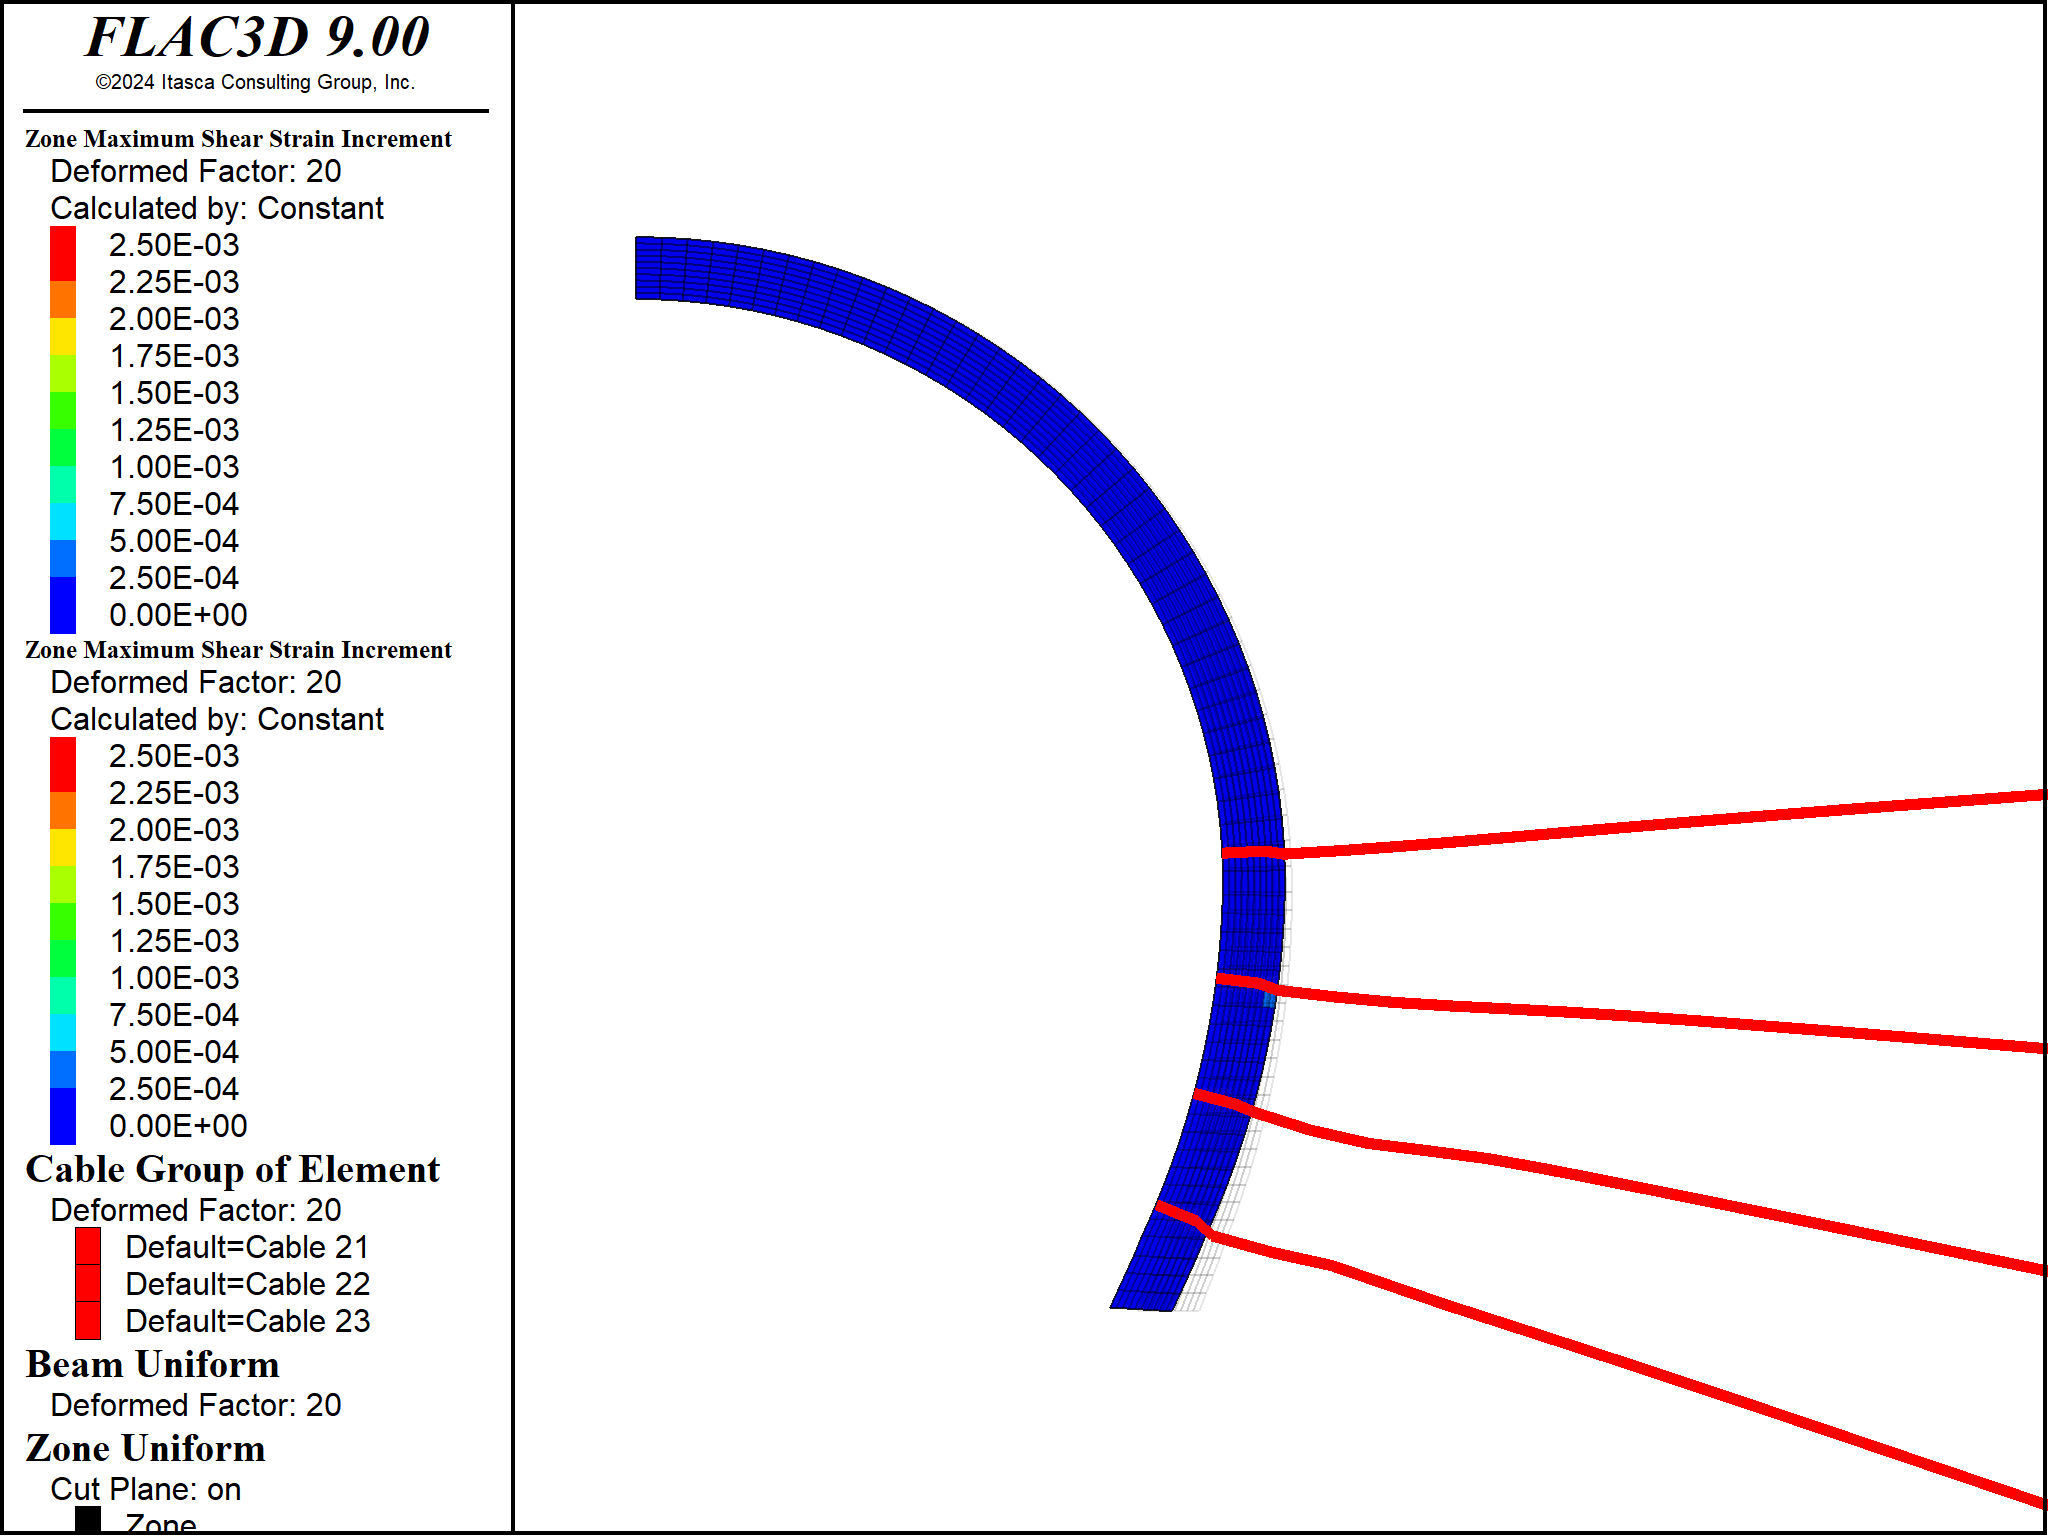 FLAC3D 9.00
©2024 Itasca Consulting Group, Inc.
Zone Maximum Shear Strain Increment
Deformed Factor: 20
Calculated by: Constant
2.50E-03
2.25E-03
2.00E-03
1.75E-03
1.50E-03
1.25E-03
1.00E-03
7.50E-04
5.00E-04
2.50E-04
0.00E+00
Zone Maximum Shear Strain Increment
Deformed Factor: 20
Calculated by: Constant
2.50E-03
2.25E-03
2.00E-03
1.75E-03
1.50E-03
1.25E-03
1.00E-03
7.50E-04
5.00E-04
2.50E-04
0.00E+00
Cable Group of Element
Deformed Factor: 20
Default=Cable 21
Default=Cable 22
Default=Cable 23
Beam Uniform
Deformed Factor: 20
Zone Uniform
Cut Plane: on
Zone